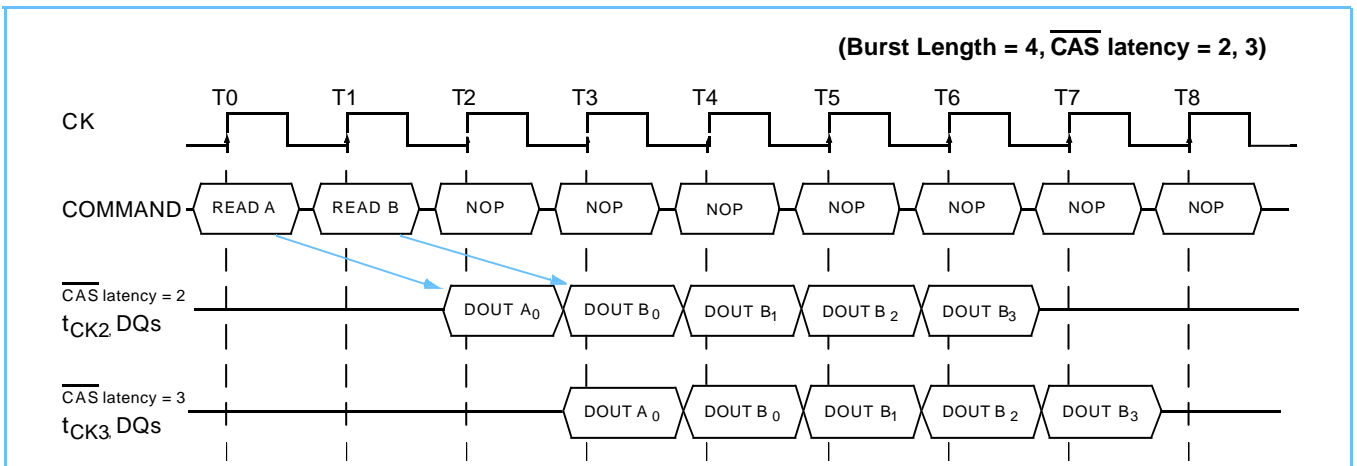 (Burst Length = 4, CAS latency = 2, 3)
T0 T1 T2 T3 T4 T5 T6 T7 T8
CK
COMMAND READ A READ B NOP NOP NOP NOP NOP NOP NOP
CAS latency = 2
tCK2, DQs DOUT A0 DOUT B0 DOUT B1 DOUT B2 DOUT B3
CAS latency = 3
tCK3, DQs DOUT A0 DOUT B0 DOUT B1 DOUT B2 DOUT B3